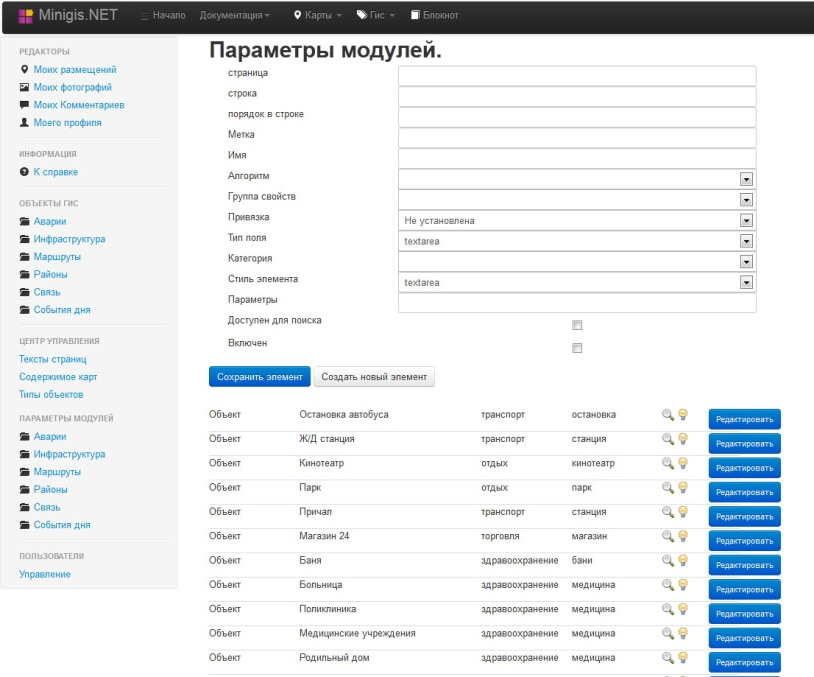 Minigis.NET Начало Документация Карты Гис Блокнот
РЕДАКТОРЫ
Моих размещений
Моих фотографий
Моих Комментариев
Моего профиля
ИНФОРМАЦИЯ
К справке
ОБЪЕКТЫ ГИС
Аварии
Инфраструктура
Маршруты
Районы
Связь
События дня
ЦЕНТР УПРАВЛЕНИЯ
Тексты страниц
Содержимое карт
Типы объектов
ПАРАМЕТРЫ МОДУЛЕЙ
Аварии
Инфраструктура
Маршруты
Районы
Связь
События дня
ПОЛЬЗОВАТЕЛИ
Управление
Параметры модулей.
страница
строка
порядок в строке
Метка
Имя
Алгоритм
Группа свойств
Привязка Не установлена
Тип поля textarea
Категория
Стиль элемента textarea
Параметры
Доступен для поиска
Включен
Сохранить элемент Создать новый элемент
Объект Остановка автобуса транспорт остановка Редактировать
Объект Ж/Д станция транспорт станция Редактировать
Объект Кинотеатр отдых кинотеатр Редактировать
Объект Парк отдых парк Редактировать
Объект Причал транспорт станция Редактировать
Объект Магазин 24 торговля магазин Редактировать
Объект Баня здравоохранение бани Редактировать
Объект Больница здравоохранение медицина Редактировать
Объект Поликлиника здравоохранение медицина Редактировать
Объект Медицинские учреждения здравоохранение медицина Редактировать
Объект Родильный дом здравоохранение медицина Редактировать